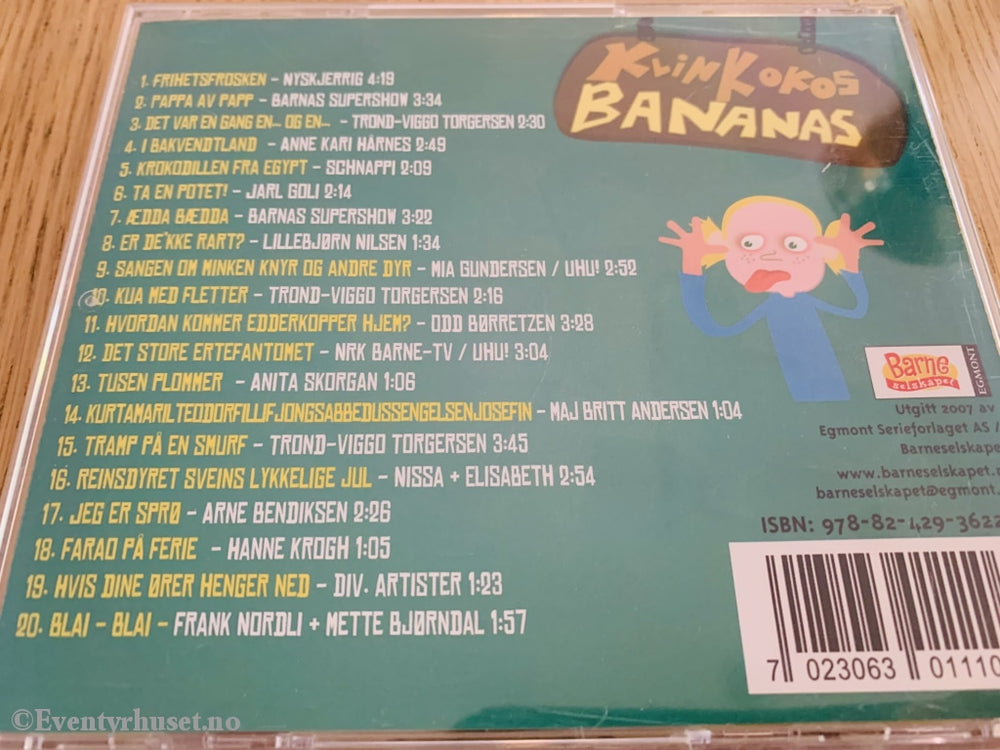 KLIN KOKOS
BANANAS
1. FRIHETSFROSKEN - NYSKJERRIG 4:19
2. PAPPA AV PAPP - BARNAS SUPERSHOW 3:34
3. DET VAR EN GANG EN... OG EN... - TROND-VIGGO TORGERSEN 2:30
4. I BAKVENDTLAND - ANNE KARI HÅRNES 2:49
5. KROKODILLEN FRA EGYPT - SCHNAPPI 2:09
6. TA EN POTET! - JARL GOLI 2:14
7. ÆDDA BÆDDA - BARNAS SUPERSHOW 3:22
8. ER DE'KKE RART? - LILLEBJØRN NILSEN 1:34
9. SANGEN OM MINKEN KNYR OG ANDRE DYR - MIA GUNDERSEN / UHU! 2:52
10. KUA MED FLETTER - TROND-VIGGO TORGERSEN 2:16
11. HVORDAN KOMMER EDDERKOPPER HJEM? - ODD BØRRETZEN 3:28
12. DET STORE ERTEFANTOMET - NRK BARNE-TV / UHU! 3:04
13. TUSEN PLOMMER - ANITA SKORGAN 1:06
14. KURTAMARILTEODORFILLIFJONGSABBEDUSSENGELSENJOSEFIN - MAJ BRITT ANDERSEN 1:04
15. TRAMP PÅ EN SMURF - TROND-VIGGO TORGERSEN 3:45
16. REINSDYRET SVEINS LYKKELIGE JUL - NISSA + ELISABETH 2:54
17. JEG ER SPRØ - ARNE BENDIKSEN 2:26
18. FARAO PÅ FERIE - HANNE KROGH 1:05
19. HVIS DINE ØRER HENGER NED - DIV. ARTISTER 1:23
20. BLAI - BLAI - FRANK NORDLI + METTE BJØRNDAL 1:57
Barne
selskapet
EGMONT
Utgitt 2007 av
Egmont Serieforlaget AS /
Barneselskape
www.barneselskapet.
barneselskapet@egmont.
ISBN: 978-82-429-3622
7 023063 01110
©Eventyrhuset.no